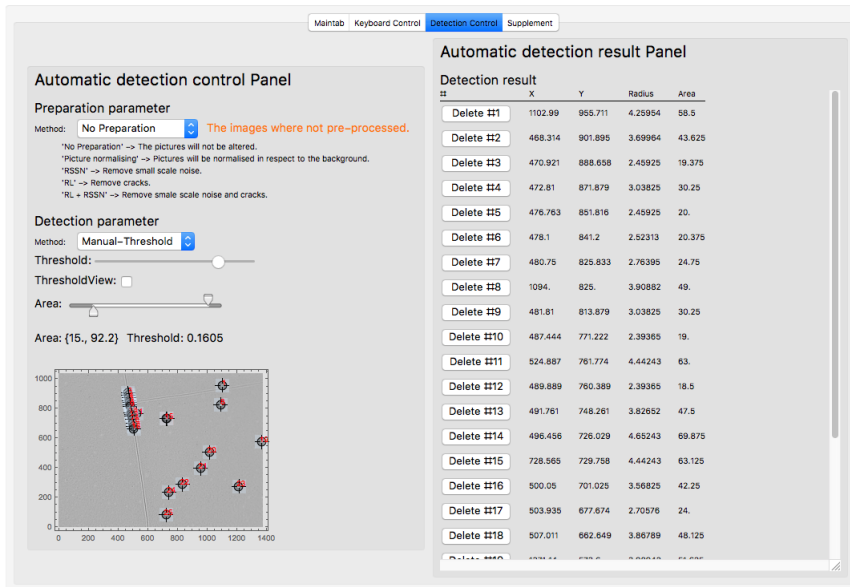 Maintab Keyboard Control Detection Control Supplement
Automatic detection control Panel
Preparation parameter
Method: No Preparation The images where not pre-processed.
'No Preparation' -> The pictures will not be altered.
'Picture normalising' -> Pictures will be normalised in respect to the background.
'RSSN' -> Remove small scale noise.
'RL' -> Remove cracks.
'RL + RSSN' -> Remove smale scale noise and cracks.
Detection parameter
Method: Manual-Threshold
Threshold:
ThresholdView:
Area:
Area: {15., 92.2} Threshold: 0.1605
1000
800
600
400
200
0
0 200 400 600 800 1000 1200 1400
Automatic detection result Panel
Detection result
# X Y Radius Area
Delete #1 1102.99 955.711 4.25954 58.5
Delete #2 468.314 901.895 3.69964 43.625
Delete #3 470.921 888.658 2.45925 19.375
Delete #4 472.81 871.879 3.03825 30.25
Delete #5 476.763 851.816 2.45925 20.
Delete #6 478.1 841.2 2.52313 20.375
Delete #7 480.75 825.833 2.76395 24.75
Delete #8 1094. 825. 3.90882 49.
Delete #9 481.81 813.879 3.03825 30.25
Delete #10 487.444 771.222 2.39365 19.
Delete #11 524.887 761.774 4.44243 63.
Delete #12 489.889 760.389 2.39365 18.5
Delete #13 491.761 748.261 3.82652 47.5
Delete #14 496.456 726.029 4.65243 69.875
Delete #15 728.565 729.758 4.44243 63.125
Delete #16 500.05 701.025 3.56825 42.25
Delete #17 503.935 677.674 2.70576 24.
Delete #18 507.011 662.649 3.86789 48.125